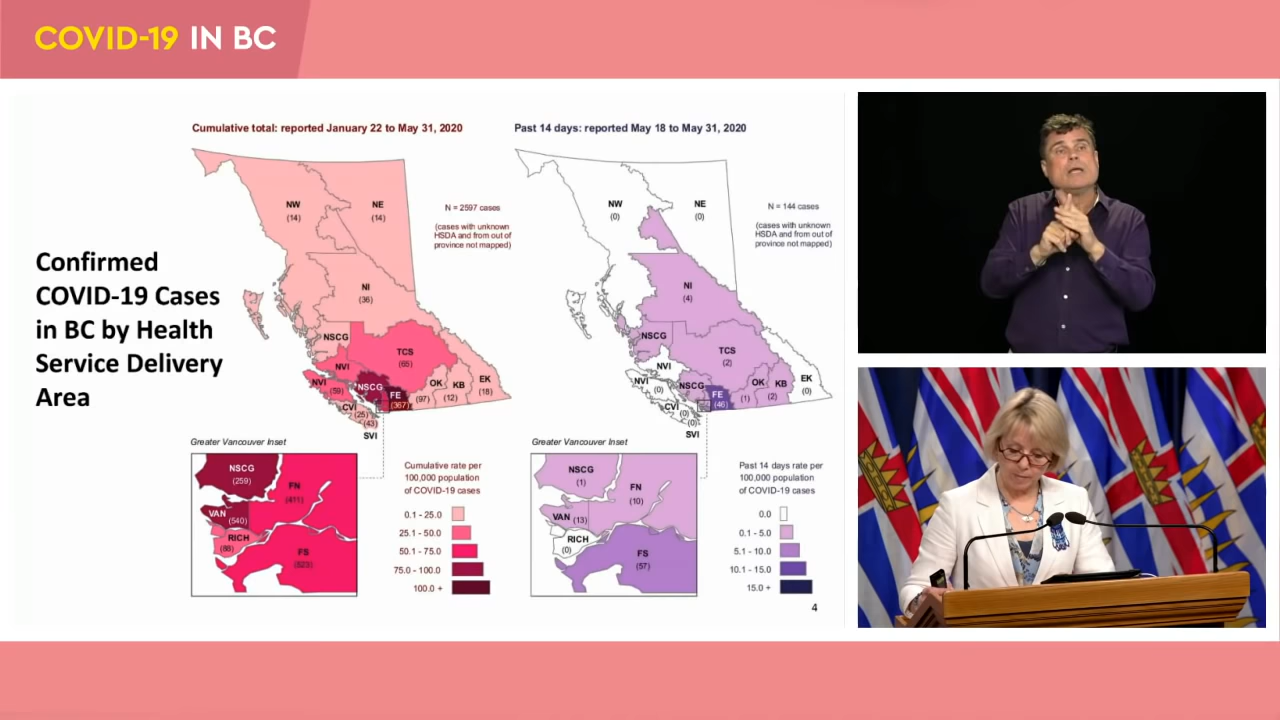 COVID-19 IN BC
Confirmed
COVID-19 Cases
in BC by Health
Service Delivery
Area
Cumulative total: reported January 22 to May 31, 2020
NW
(14)
NE
(14)
N = 2597 cases
(cases with unknown
HSDA and from out of
province not mapped)
NI
(36)
NSCG
TCS
(65)
NVI
NVI
(59)
NSCG
FE
(367)
OK
(97)
KB
(12)
EK
(18)
CVI
(25)
(43)
SVI
Greater Vancouver Inset
NSCG
(259)
FN
(411)
VAN
(540)
RICH
(88)
FS
(523)
Cumulative rate per
100,000 population
of COVID-19 cases
0.1 - 25.0
25.1 - 50.0
50.1 - 75.0
75.0 - 100.0
100.0 +
Past 14 days: reported May 18 to May 31, 2020
NW
(0)
NE
(0)
N = 144 cases
(cases with unknown
HSDA and from out of
province not mapped)
NI
(4)
NSCG
TCS
(2)
NVI
NVI
(0)
NSCG
FE
(46)
OK
(1)
KB
(2)
EK
(0)
CVI
(0)
(0)
SVI
Greater Vancouver Inset
NSCG
(1)
FN
(10)
VAN
(13)
RICH
(0)
FS
(57)
Past 14 days rate per
100,000 population
of COVID-19 cases
0.0
0.1 - 5.0
5.1 - 10.0
10.1 - 15.0
15.0 +
4